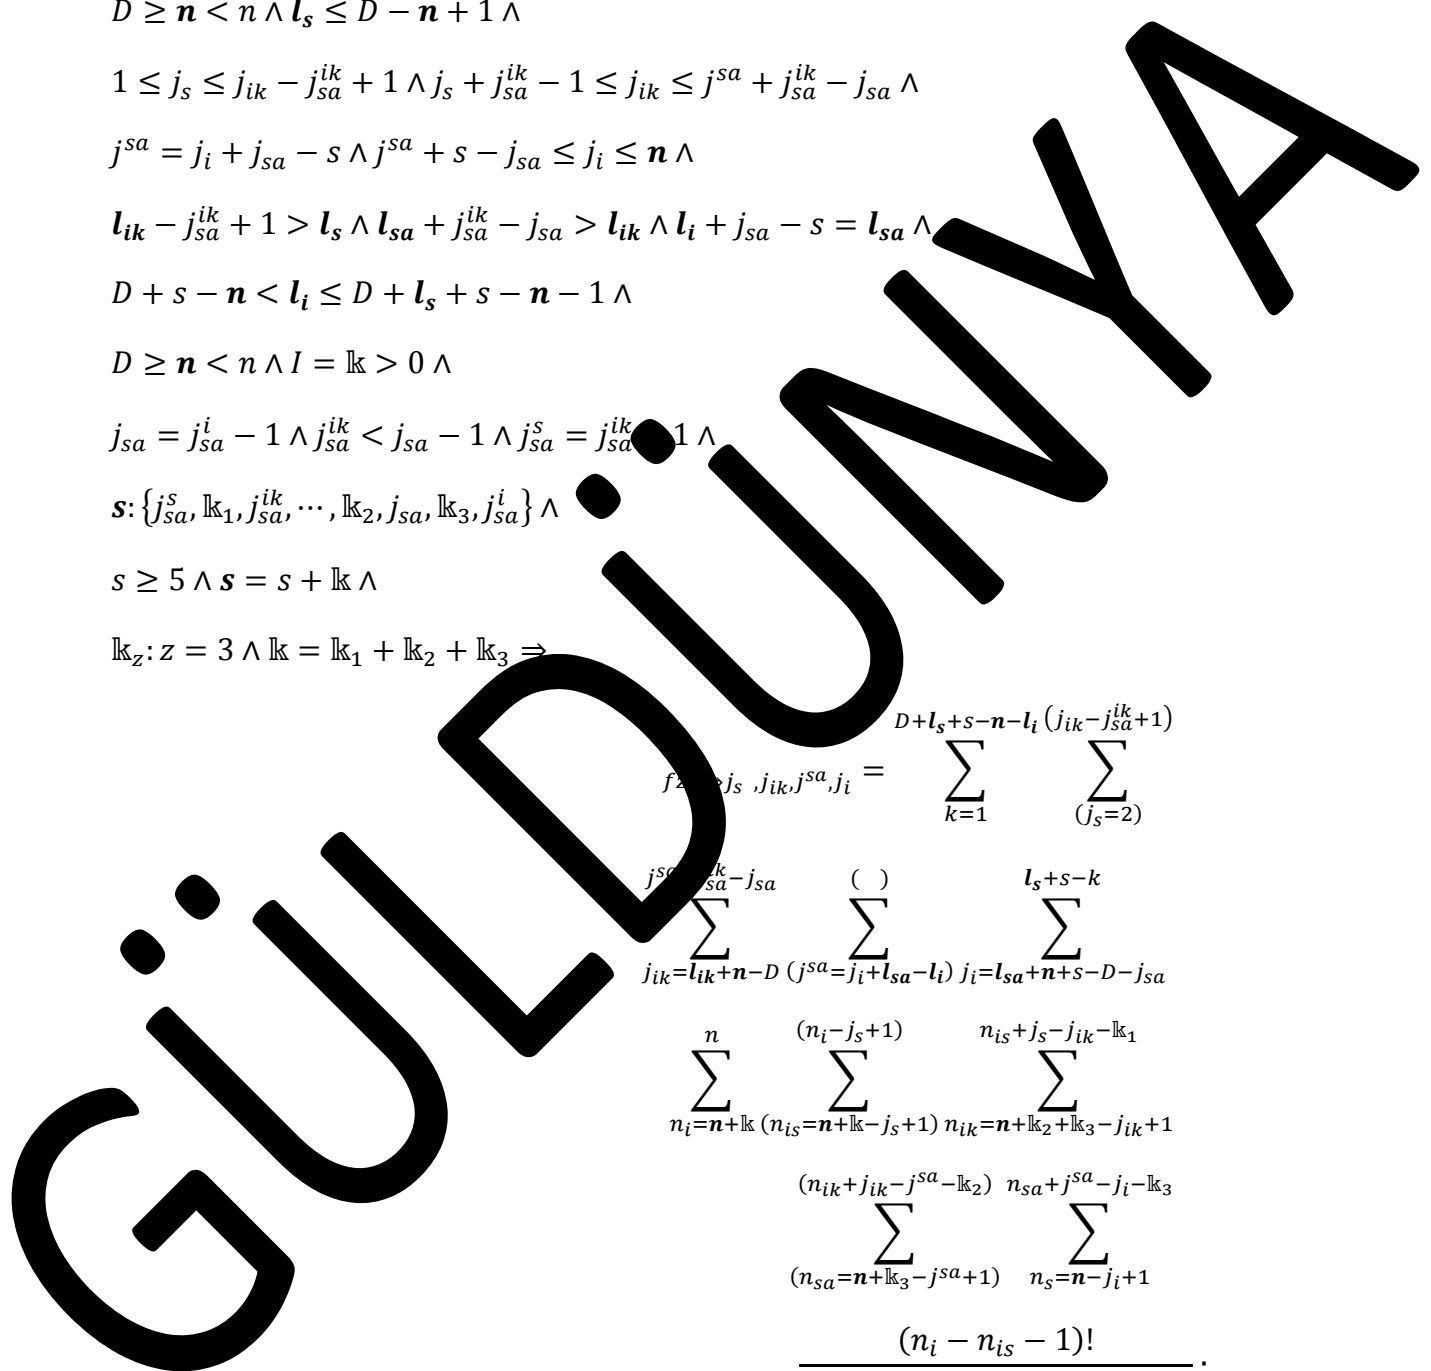 D ≥ n < n ∧ l_s ≤ D − n + 1 ∧
1 ≤ j_s ≤ j_{ik} − j_{sa}^{ik} + 1 ∧ j_s + j_{sa}^{ik} − 1 ≤ j_{ik} ≤ j^{sa} + j_{sa}^{ik} − j_{sa} ∧
j^{sa} = j_i + j_{sa} − s ∧ j^{sa} + s − j_{sa} ≤ j_i ≤ n ∧
l_{ik} − j_{sa}^{ik} + 1 > l_s ∧ l_{sa} + j_{sa}^{ik} − j_{sa} > l_{ik} ∧ l_i + j_{sa} − s = l_{sa} ∧
D + s − n < l_i ≤ D + l_s + s − n − 1 ∧
D ≥ n < n ∧ I = 𝕜 > 0 ∧
j_{sa} = j_{sa}^i − 1 ∧ j_{sa}^{ik} < j_{sa} − 1 ∧ j_{sa}^s = j_{sa}^{ik} 1 ∧
s: {j_{sa}^s, 𝕜_1, j_{sa}^{ik}, ⋯, 𝕜_2, j_{sa}, 𝕜_3, j_{sa}^i} ∧
s ≥ 5 ∧ s = s + 𝕜 ∧
𝕜_z: z = 3 ∧ 𝕜 = 𝕜_1 + 𝕜_2 + 𝕜_3 ⇒
j_s, j_{ik}, j^{sa}, j_i = ∑_{k=1}^{D+l_s+s−n−l_i} ∑_{(j_s=2)}^{(j_{ik}−j_{sa}^{ik}+1)}
∑_{j_{ik}=l_{ik}+n−D} ∑_{(j^{sa}=j_i+l_{sa}−l_i)}^{( )} ∑_{j_i=l_{sa}+n+s−D−j_{sa}}^{l_s+s−k}
∑_{n_i=n+𝕜}^{n} ∑_{(n_{is}=n+𝕜−j_s+1)}^{(n_i−j_s+1)} ∑_{n_{ik}=n+𝕜_2+𝕜_3−j_{ik}+1}^{n_{is}+j_s−j_{ik}−𝕜_1}
∑_{(n_{sa}=n+𝕜_3−j^{sa}+1)}^{(n_{ik}+j_{ik}−j^{sa}−𝕜_2)} ∑_{n_s=n−j_i+1}^{n_{sa}+j^{sa}−j_i−𝕜_3}
(n_i − n_{is} − 1)! .
GÜLDÜNYA